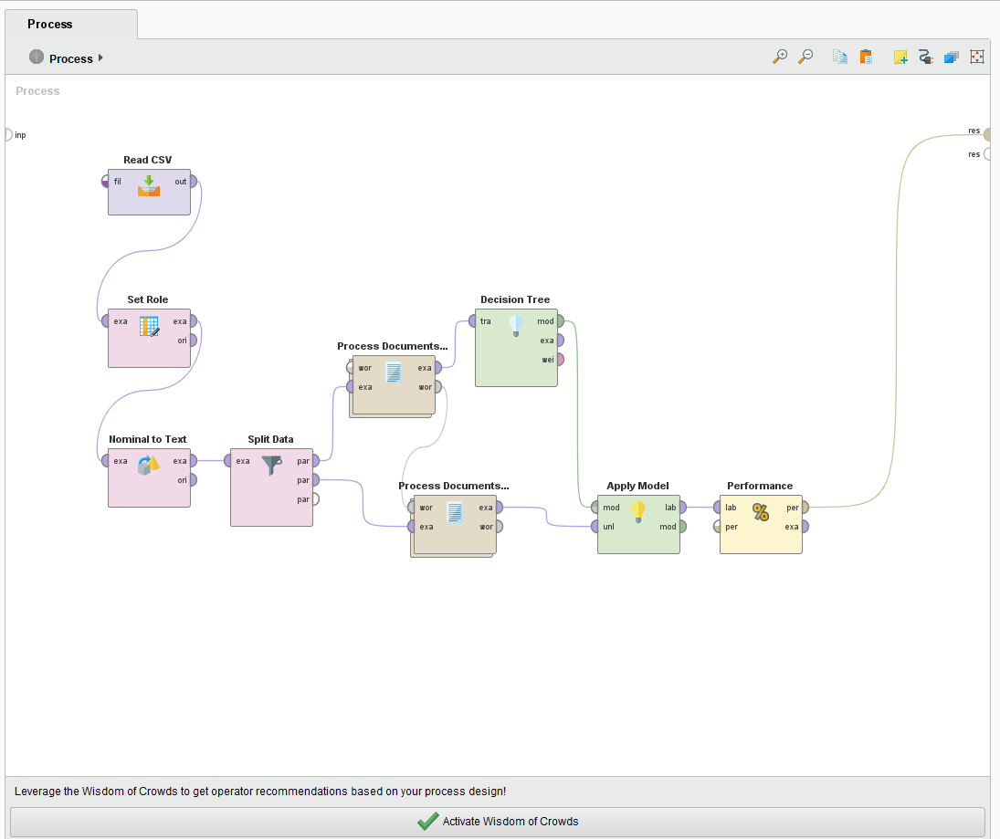 Process
Process
Process
inp
res
res
Read CSV
fil out
Set Role
exa exa
ori
Nominal to Text
exa exa
ori
Split Data
exa par
par
par
Process Documents...
wor exa
exa wor
Decision Tree
tra mod
exa
wei
Process Documents...
wor exa
exa wor
Apply Model
mod lab
unl mod
Performance
%
lab per
per exa
Leverage the Wisdom of Crowds to get operator recommendations based on your process design!
Activate Wisdom of Crowds